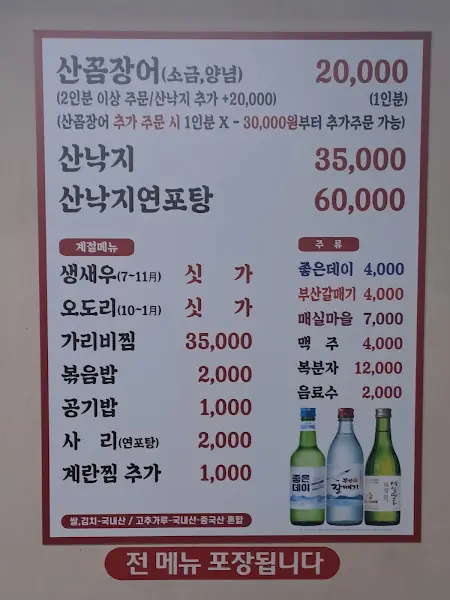 산꼼장어(소금,양념) 20,000
(2인분 이상 주문/산낙지 추가 +20,000) (1인분)
(산꼼장어 추가 주문 시 1인분 X - 30,000원부터 추가주문 가능)
산낙지 35,000
산낙지연포탕 60,000
계절메뉴
생새우(7~11月) 싯 가
오도리(10~1月) 싯 가
가리비찜 35,000
볶음밥 2,000
공기밥 1,000
사 리(연포탕) 2,000
계란찜 추가 1,000
주 류
좋은데이 4,000
부산갈매기 4,000
매실마을 7,000
맥 주 4,000
복분자 12,000
음료수 2,000
좋은
데이
부산
갈매기
쌀,김치-국내산 / 고추가루-국내산·중국산 혼합
전 메뉴 포장됩니다